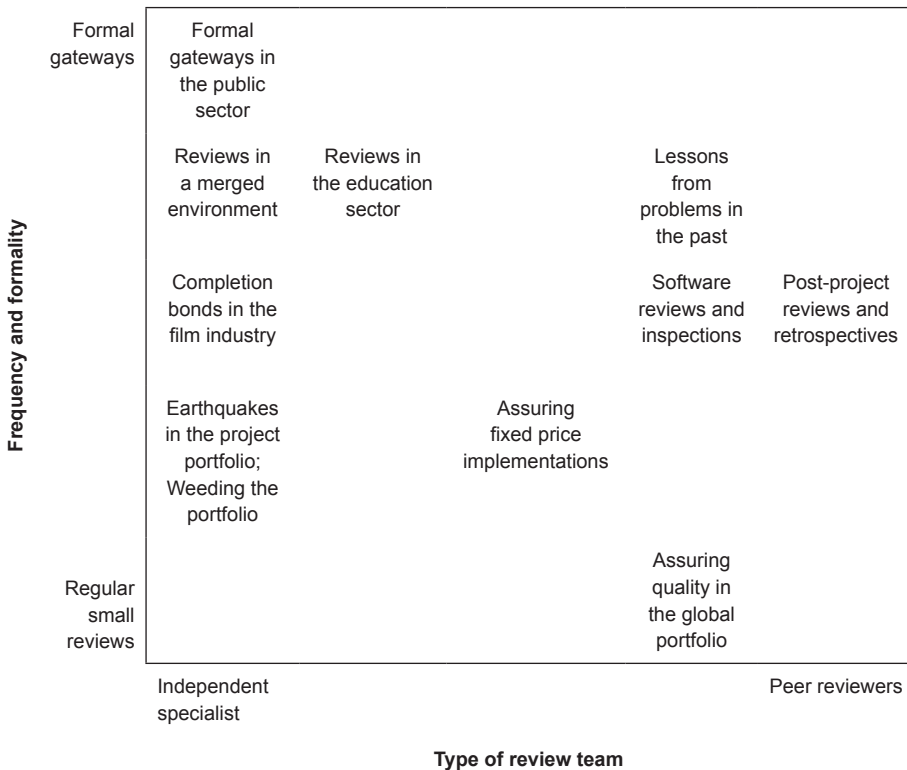 Formal
gateways
Formal
gateways in
the public
sector
Reviews in
a merged
environment
Reviews in
the education
sector
Lessons
from
problems in
the past
Frequency and formality
Completion
bonds in the
film industry
Software
reviews and
inspections
Post-project
reviews and
retrospectives
Earthquakes
in the project
portfolio;
Weeding the
portfolio
Assuring
fixed price
implementations
Regular
small
reviews
Assuring
quality in
the global
portfolio
Independent
specialist
Peer reviewers
Type of review team